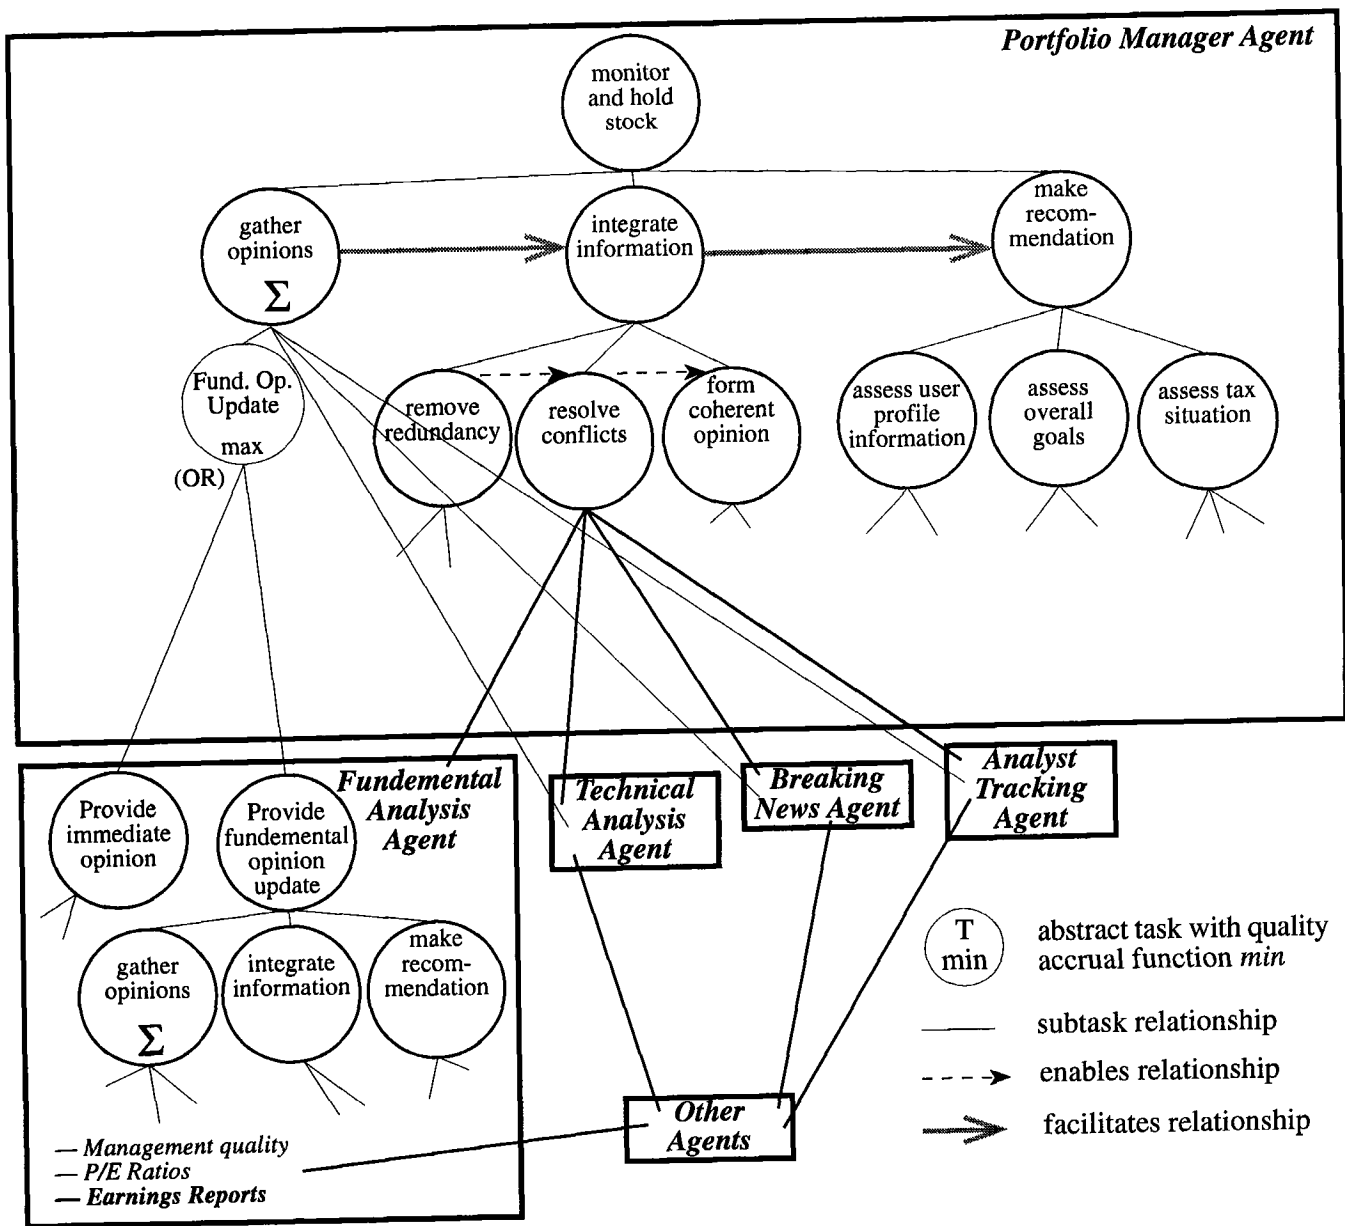 Portfolio Manager Agent
monitor
and hold
stock
gather
opinions
Σ
integrate
information
make
recom-
mendation
Fund. Op.
Update
max
(OR)
remove
redundancy
resolve
conflicts
form
coherent
opinion
assess user
profile
information
assess
overall
goals
assess tax
situation
Provide
immediate
opinion
Provide
fundemental
opinion
update
Fundemental
Analysis
Agent
Technical
Analysis
Agent
Breaking
News Agent
Analyst
Tracking
Agent
gather
opinions
Σ
integrate
information
make
recom-
mendation
— Management quality
— P/E Ratios
— Earnings Reports
Other
Agents
T
min
abstract task with quality
accrual function min
subtask relationship
enables relationship
facilitates relationship